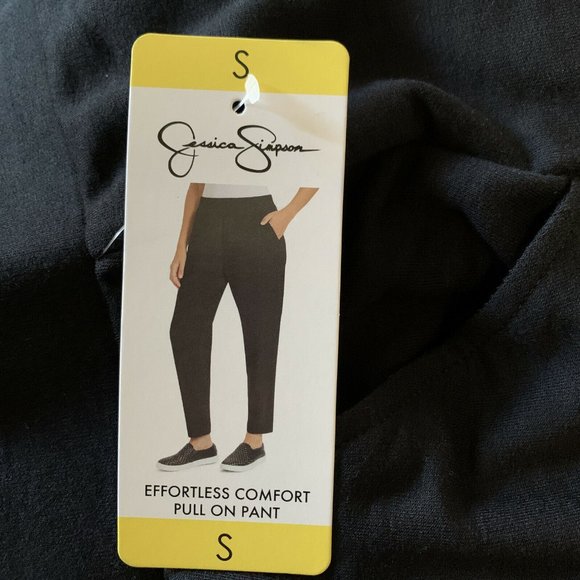 S
Jessica Simpson
EFFORTLESS COMFORT
PULL ON PANT
S